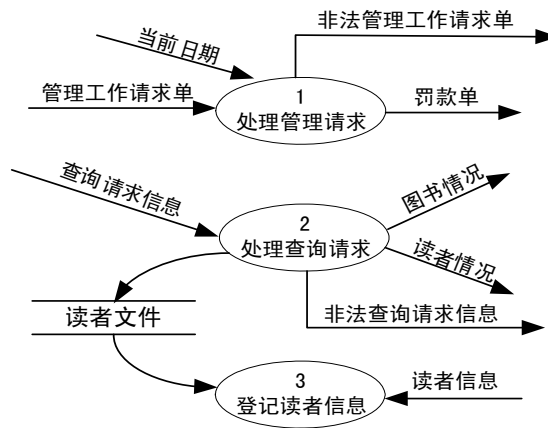 非法管理工作请求单
当前日期
管理工作请求单
1
处理管理请求
罚款单
查询请求信息
图书情况
2
处理查询请求
读者情况
读者文件
非法查询请求信息
3
登记读者信息
读者信息